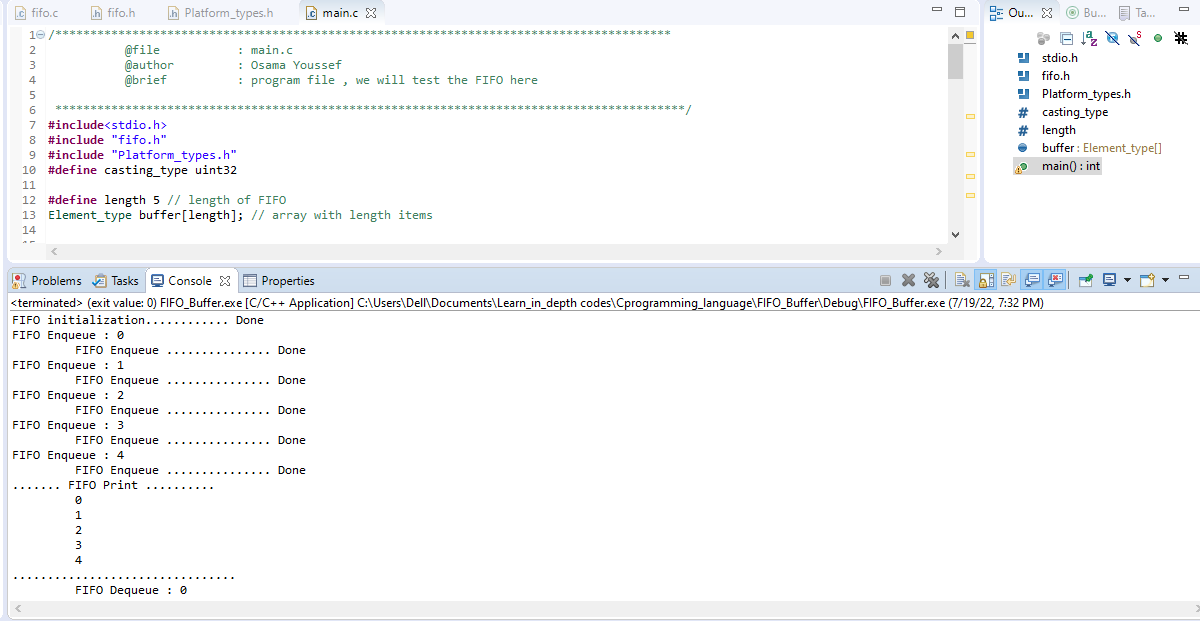 fifo.c fifo.h Platform_types.h main.c
1 /****************************************************************************************
2 @file : main.c
3 @author : Osama Youssef
4 @brief : program file , we will test the FIFO here
5
6 ******************************************************************************************/
7 #include<stdio.h>
8 #include "fifo.h"
9 #include "Platform_types.h"
10 #define casting_type uint32
11
12 #define length 5 // length of FIFO
13 Element_type buffer[length]; // array with length items
14
Ou... Bu... Ta...
stdio.h
fifo.h
Platform_types.h
casting_type
length
buffer : Element_type[]
main() : int
Problems Tasks Console Properties
<terminated> (exit value: 0) FIFO_Buffer.exe [C/C++ Application] C:\Users\Dell\Documents\Learn_in_depth codes\Cprogramming_language\FIFO_Buffer\Debug\FIFO_Buffer.exe (7/19/22, 7:32 PM)
FIFO initialization............ Done
FIFO Enqueue : 0
FIFO Enqueue ............... Done
FIFO Enqueue : 1
FIFO Enqueue ............... Done
FIFO Enqueue : 2
FIFO Enqueue ............... Done
FIFO Enqueue : 3
FIFO Enqueue ............... Done
FIFO Enqueue : 4
FIFO Enqueue ............... Done
....... FIFO Print ..........
0
1
2
3
4
................................
FIFO Dequeue : 0